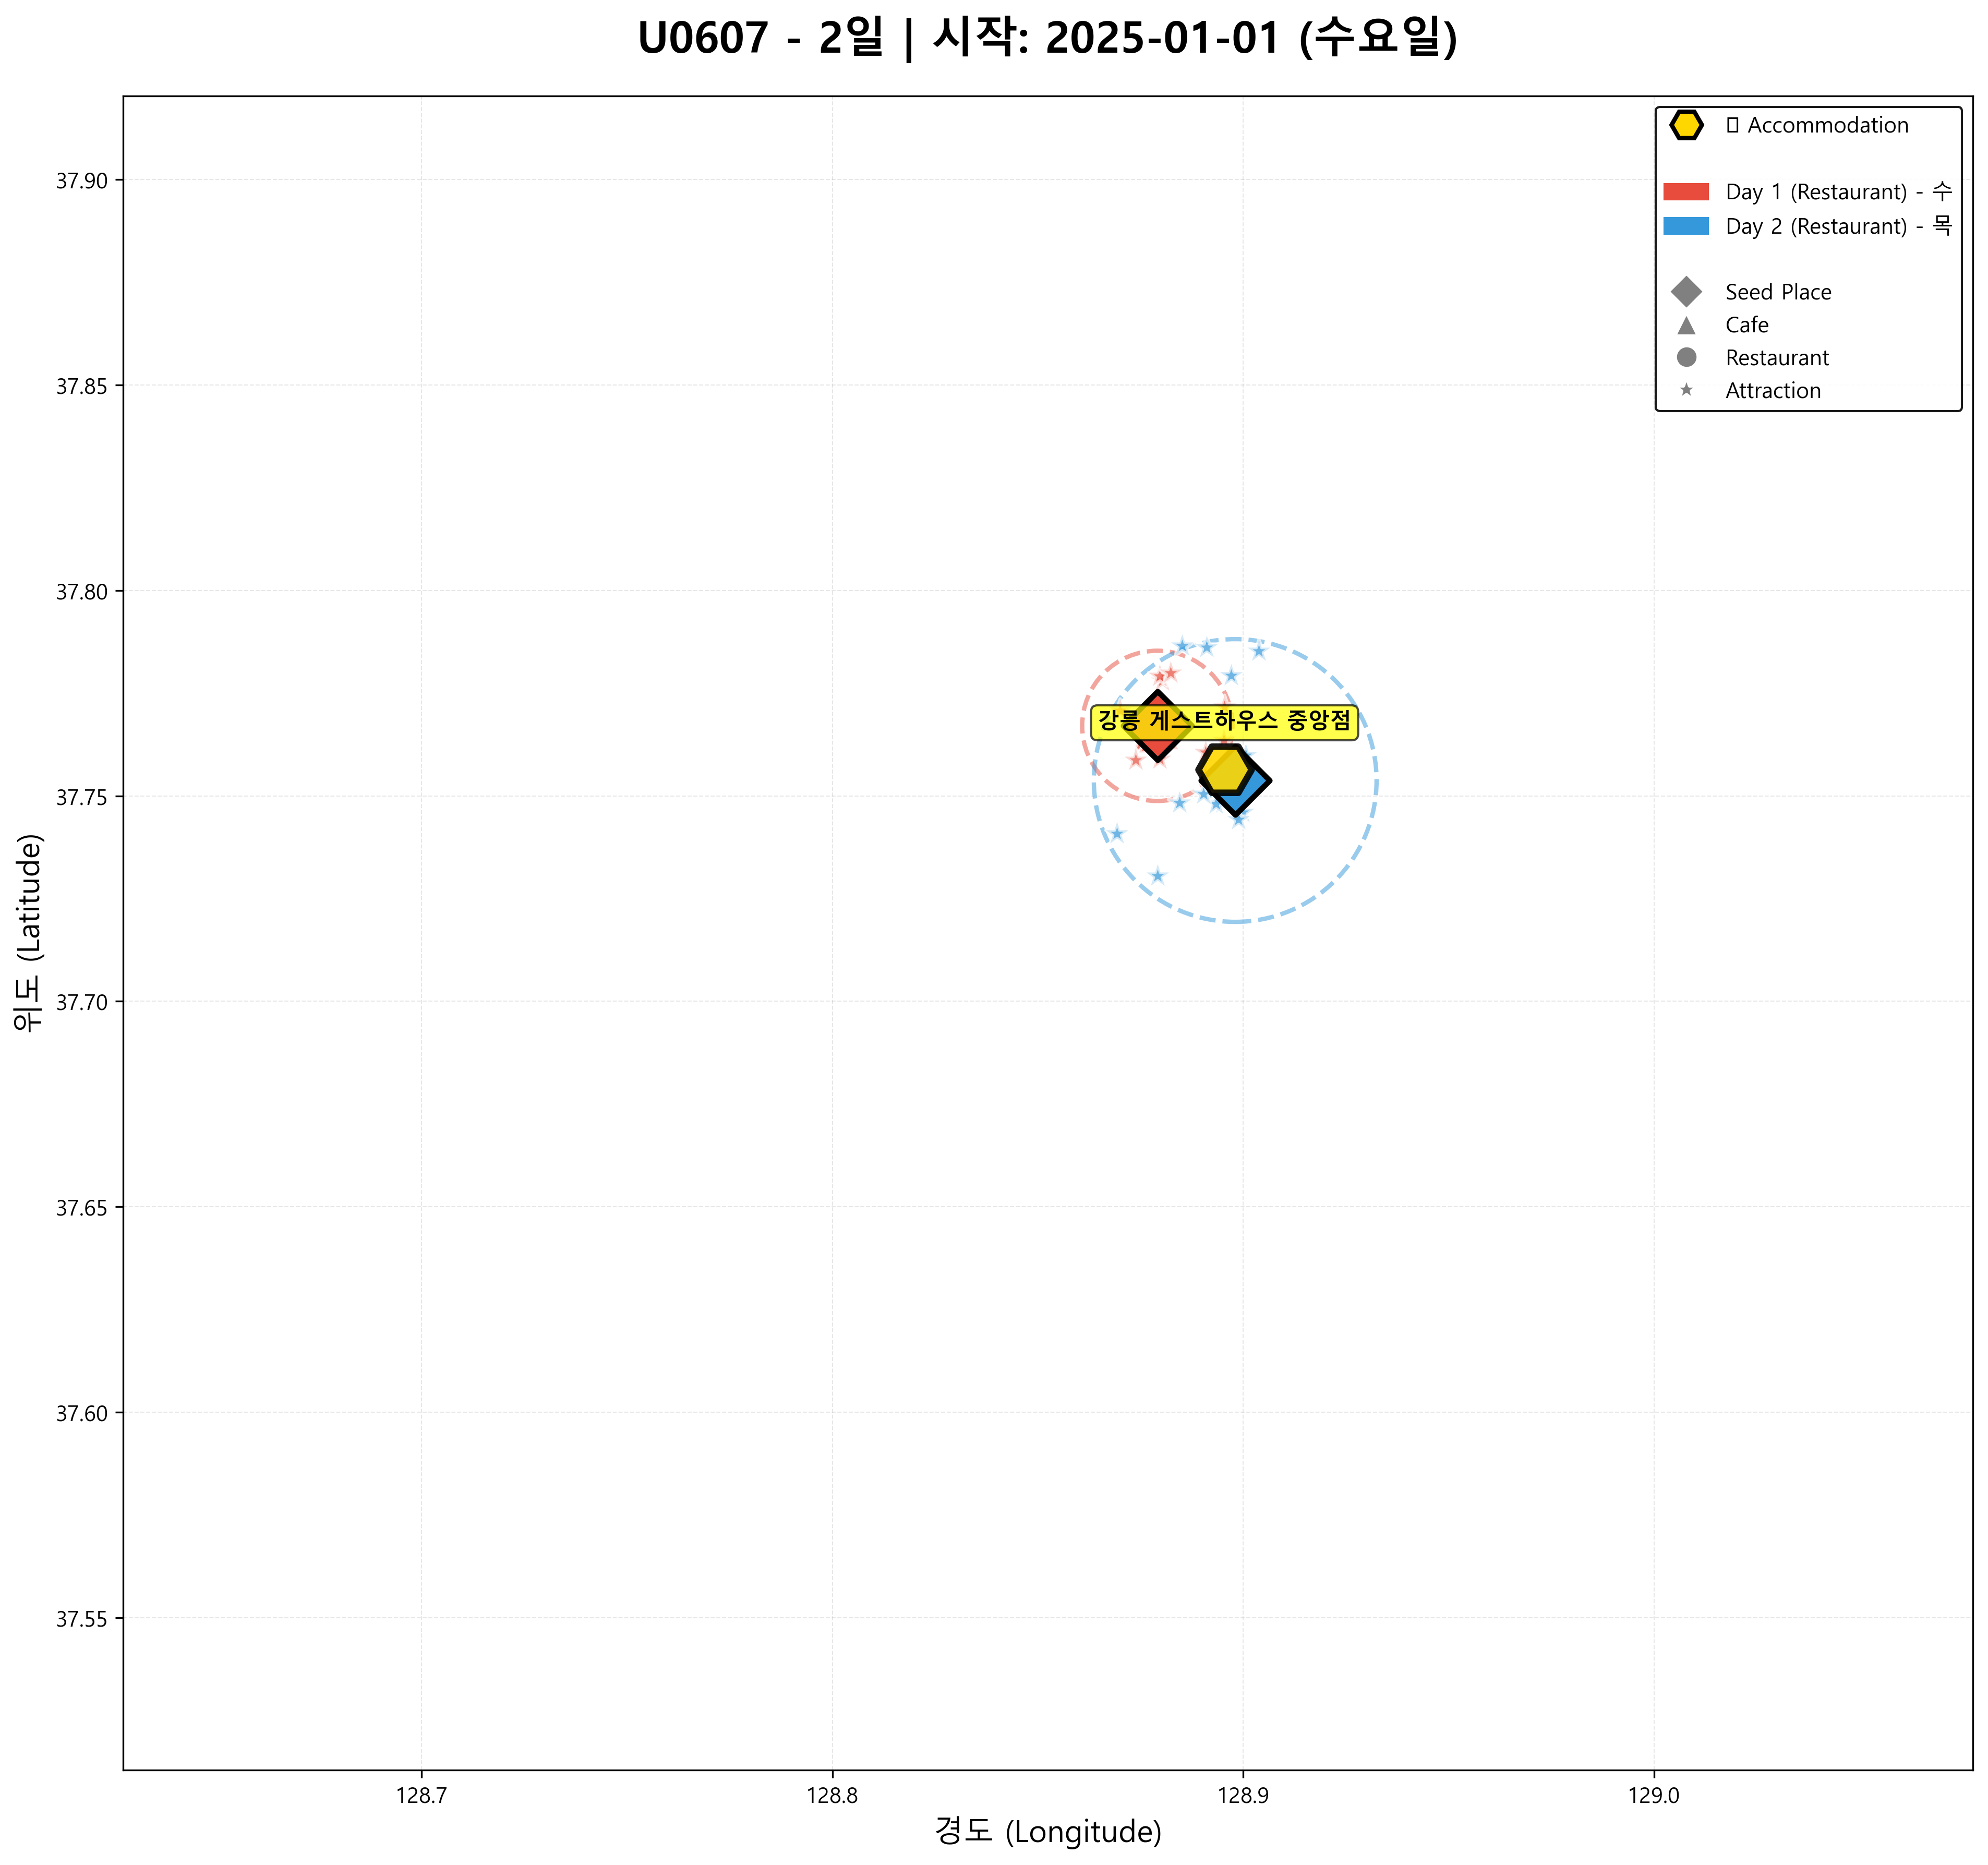 U0607 - 2일 | 시작: 2025-01-01 (수요일)
Accommodation
Day 1 (Restaurant) - 수
Day 2 (Restaurant) - 목
Seed Place
Cafe
Restaurant
Attraction
37.90
37.85
37.80
37.75
37.70
37.65
37.60
37.55
위도 (Latitude)
강릉 게스트하우스 중앙점
128.7
128.8
128.9
129.0
경도 (Longitude)